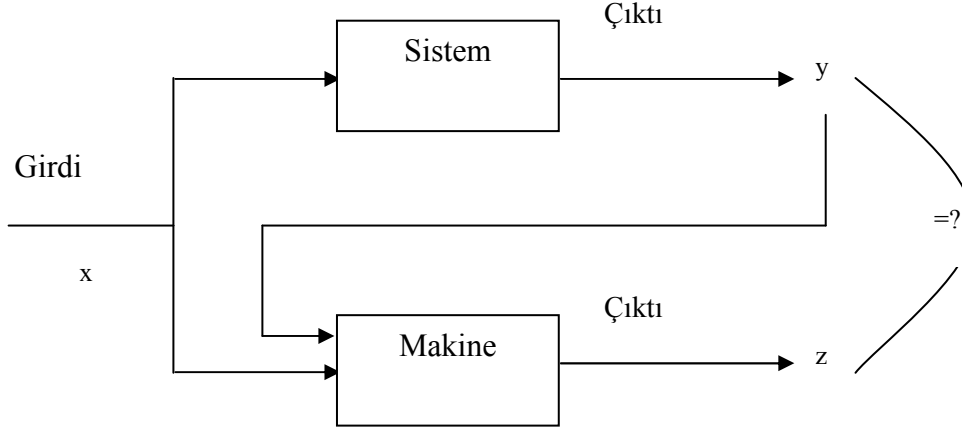 Çıktı
Sistem
y
Girdi
=?
x
Çıktı
Makine
z